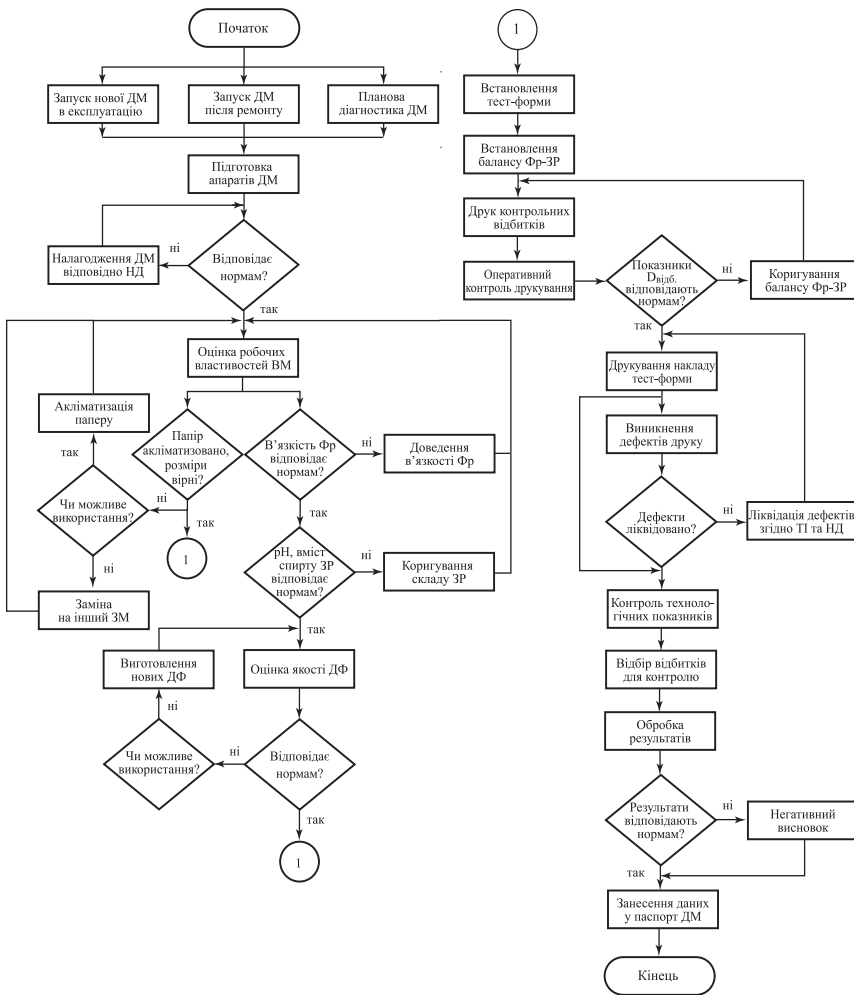 Початок
Запуск нової ДМ
в експлуатацію
Запуск ДМ
після ремонту
Планова
діагностика ДМ
Підготовка
апаратів ДМ
Налагодження ДМ
відповідно НД
ні
Відповідає
нормам?
так
Оцінка робочих
властивостей ВМ
Акліматизація
паперу
так
Чи можливе
використання?
ні
ні
Заміна
на інший ЗМ
Папір
акліматизовано,
розміри
вірні?
так
1
В’язкість Фр
відповідає
нормам?
ні
Доведення
в’язкості Фр
так
pH, вміст
спирту ЗР
відповідає
нормам?
ні
Коригування
складу ЗР
так
Виготовлення
нових ДФ
Оцінка якості ДФ
ні
Чи можливе
використання?
ні
Відповідає
нормам?
так
1
1
Встановлення
тест-форми
Встановлення
балансу Фр-ЗР
Друк контрольних
відбитків
Оперативний
контроль друкування
Показники
Dвідб.
відповідають
нормам?
ні
Коригування
балансу Фр-ЗР
так
Друкування накладу
тест-форми
Виникнення
дефектів друку
Дефекти
ліквідовано?
ні
Ліквідація дефектів
згідно ТІ та НД
Контроль техноло-
гічних показників
Відбір відбитків
для контролю
Обробка
результатів
Результати
відповідають
нормам?
ні
Негативний
висновок
так
Занесення даних
у паспорт ДМ
Кінець